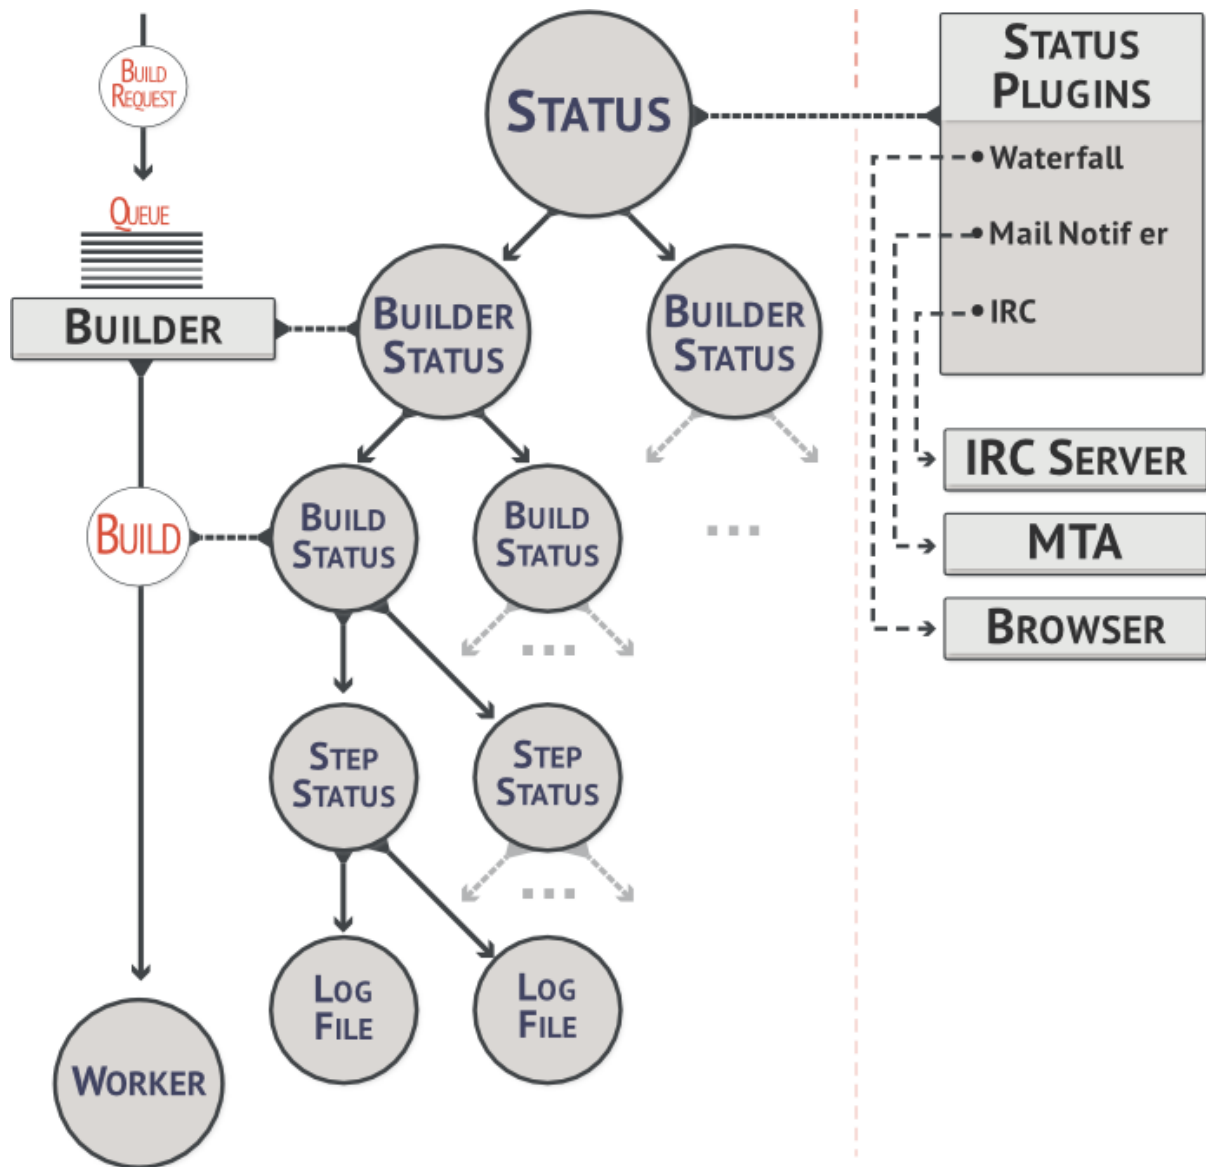 BUILD
REQUEST
QUEUE
BUILDER
BUILD
WORKER
STATUS
BUILDER
STATUS
BUILDER
STATUS
BUILD
STATUS
BUILD
STATUS
...
...
STEP
STATUS
STEP
STATUS
...
LOG
FILE
LOG
FILE
STATUS
PLUGINS
• Waterfall
• Mail Notif er
• IRC
IRC SERVER
MTA
BROWSER